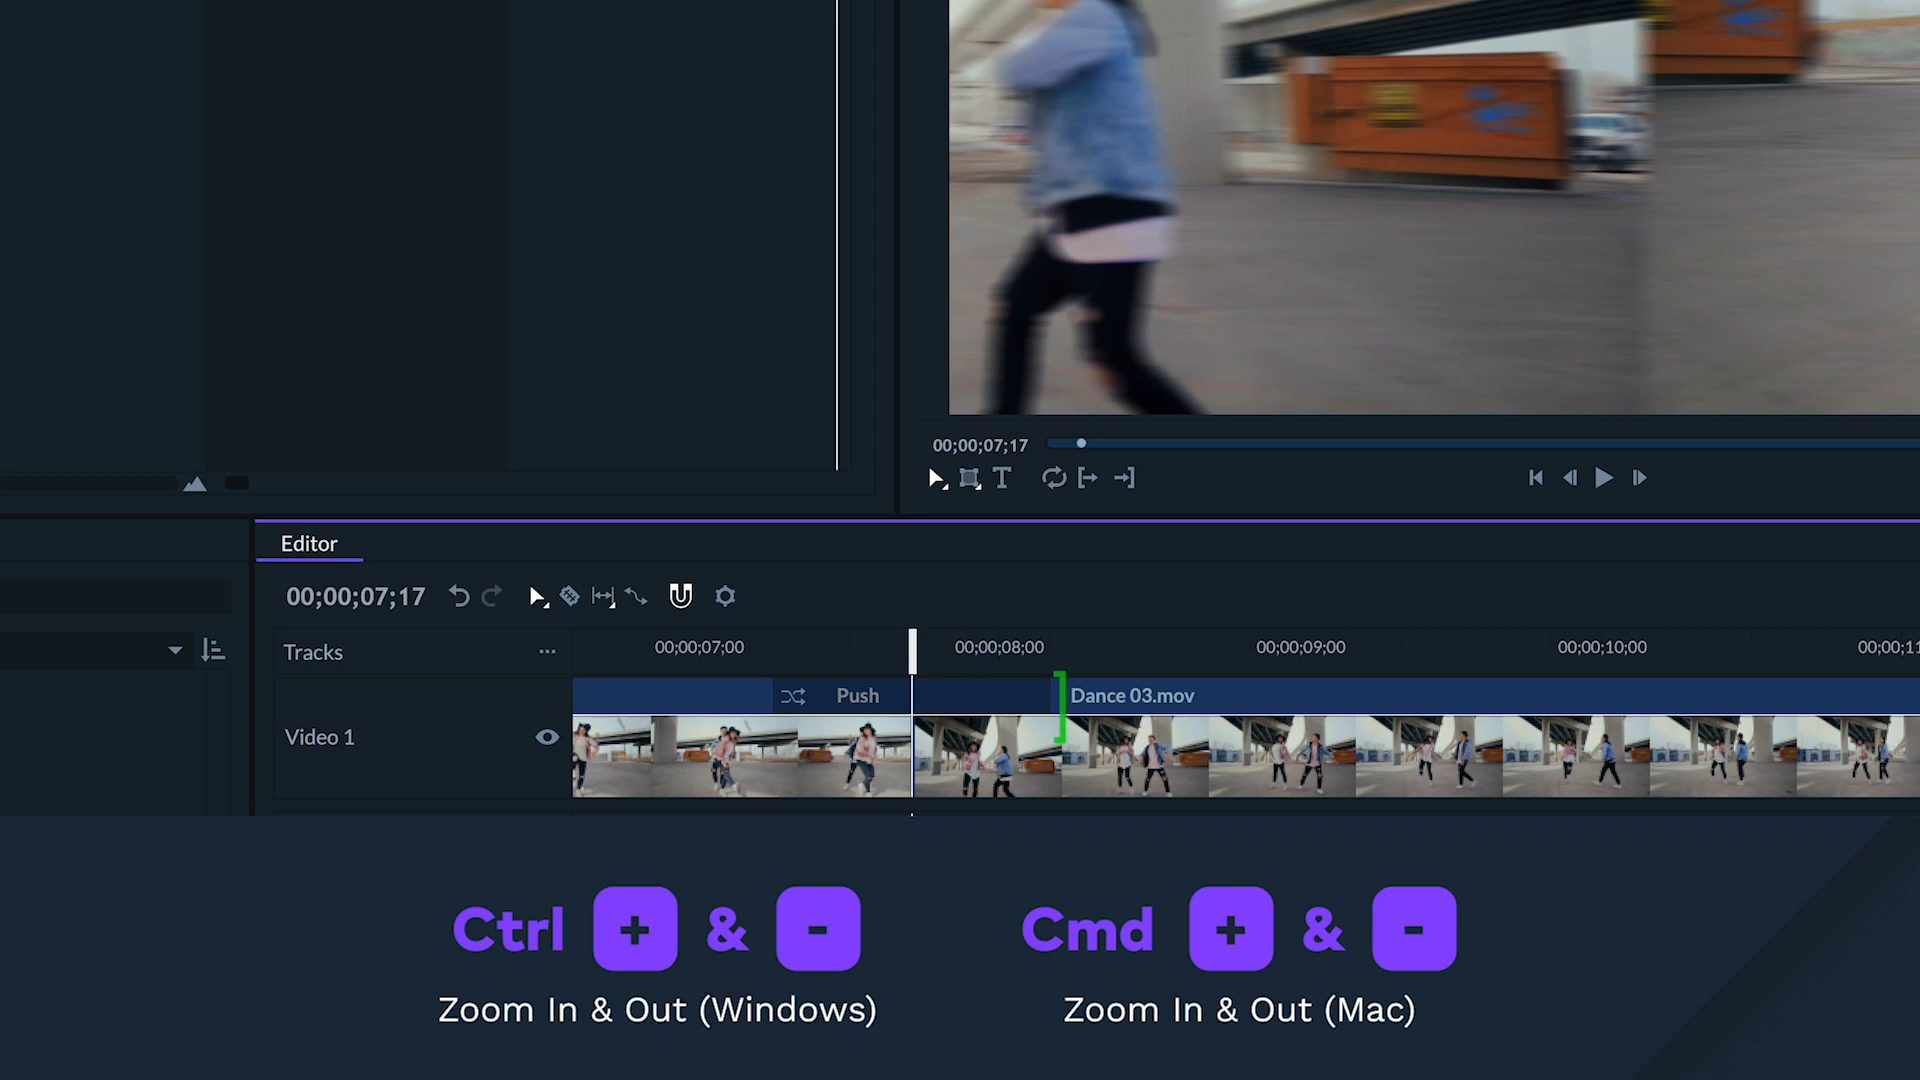 00;00;07;17
Editor
00;00;07;17
Tracks
00;00;07;00
00;00;08;00
00;00;09;00
00;00;10;00
00;00;11
Push
Dance 03.mov
Video 1
Ctrl + & -
Zoom In & Out (Windows)
Cmd + & -
Zoom In & Out (Mac)